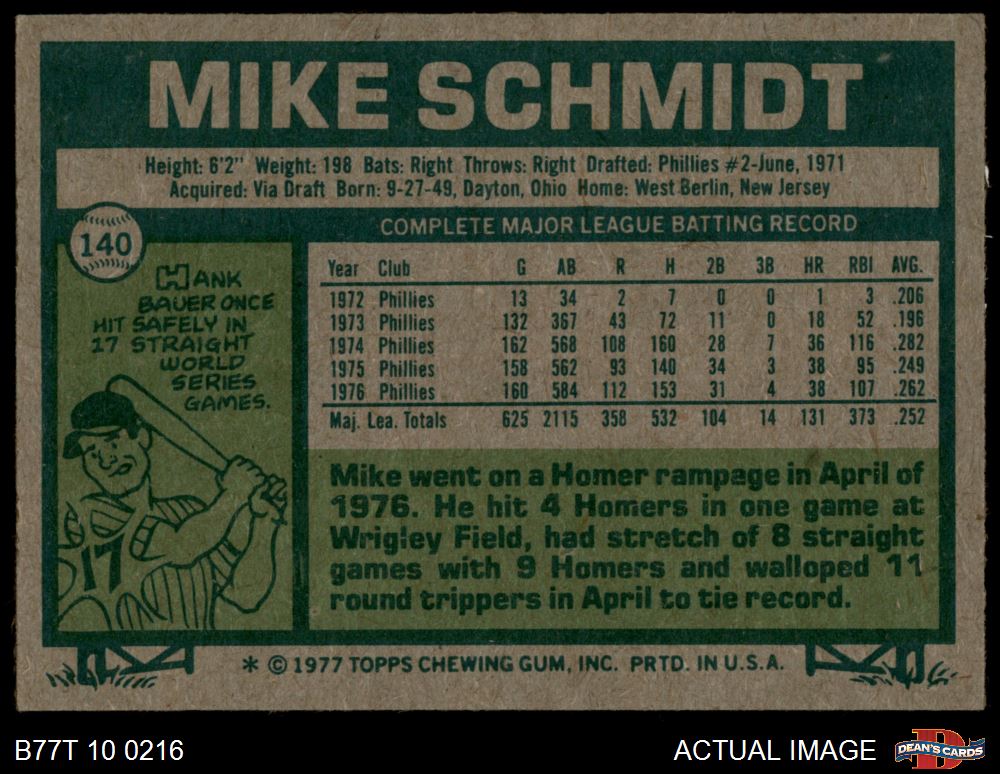 MIKE SCHMIDT
Height: 6'2" Weight: 198 Bats: Right Throws: Right Drafted: Phillies #2-June, 1971
Acquired: Via Draft Born: 9-27-49, Dayton, Ohio Home: West Berlin, New Jersey
140
COMPLETE MAJOR LEAGUE BATTING RECORD
HANK
BAUER ONCE
HIT SAFELY IN
17 STRAIGHT
WORLD
SERIES
GAMES.
17
Year Club G AB R H 2B 3B HR RBI AVG.
1972 Phillies 13 34 2 7 0 0 1 3 .206
1973 Phillies 132 367 43 72 11 0 18 52 .196
1974 Phillies 162 568 108 160 28 7 36 116 .282
1975 Phillies 158 562 93 140 34 3 38 95 .249
1976 Phillies 160 584 112 153 31 4 38 107 .262
Maj. Lea. Totals 625 2115 358 532 104 14 131 373 .252
Mike went on a Homer rampage in April of
1976. He hit 4 Homers in one game at
Wrigley Field, had stretch of 8 straight
games with 9 Homers and walloped 11
round trippers in April to tie record.
* © 1977 TOPPS CHEWING GUM, INC. PRTD. IN U.S.A.
B77T 10 0216
ACTUAL IMAGE
D
DEAN'S CARDS